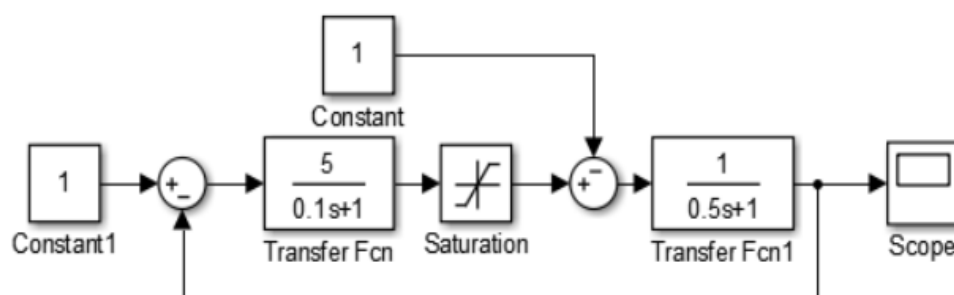 1
Constant
1
Constant1
+
−
5
0.1s+1
Transfer Fcn
Saturation
−
+
1
0.5s+1
Transfer Fcn1
Scope